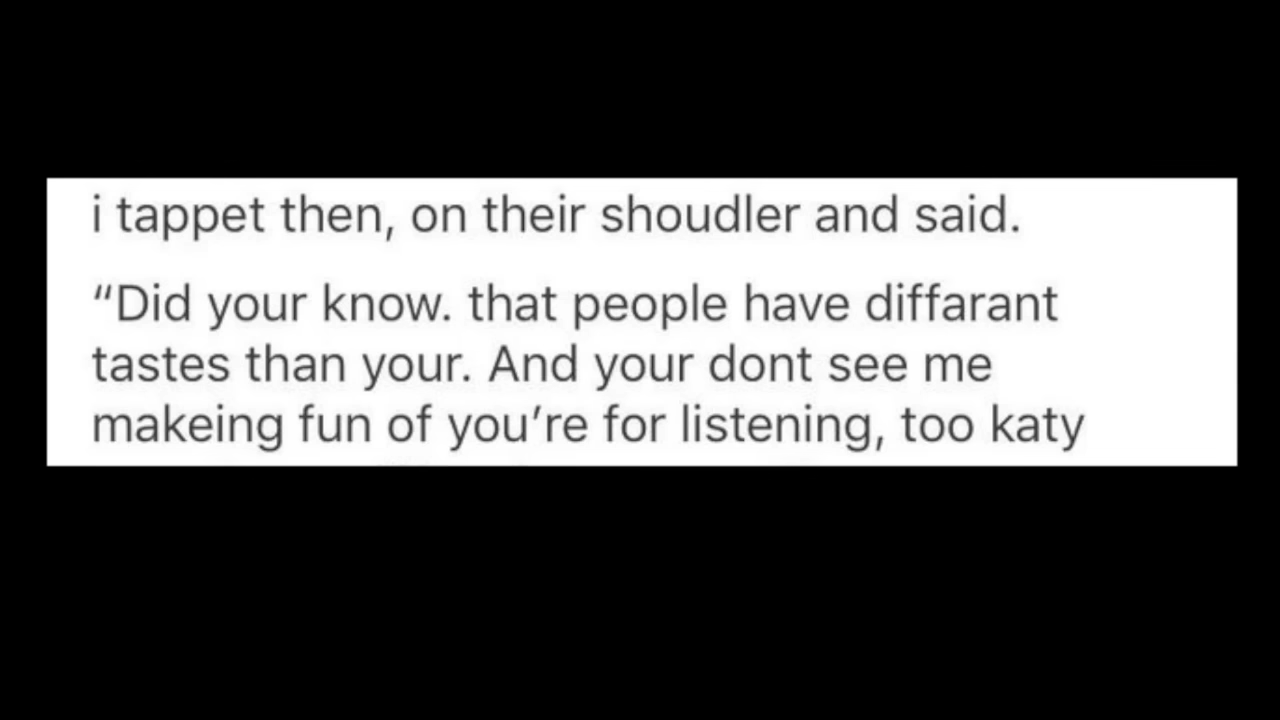 i tappet then, on their shoudler and said.
“Did your know. that people have diffarant
tastes than your. And your dont see me
makeing fun of you’re for listening, too katy